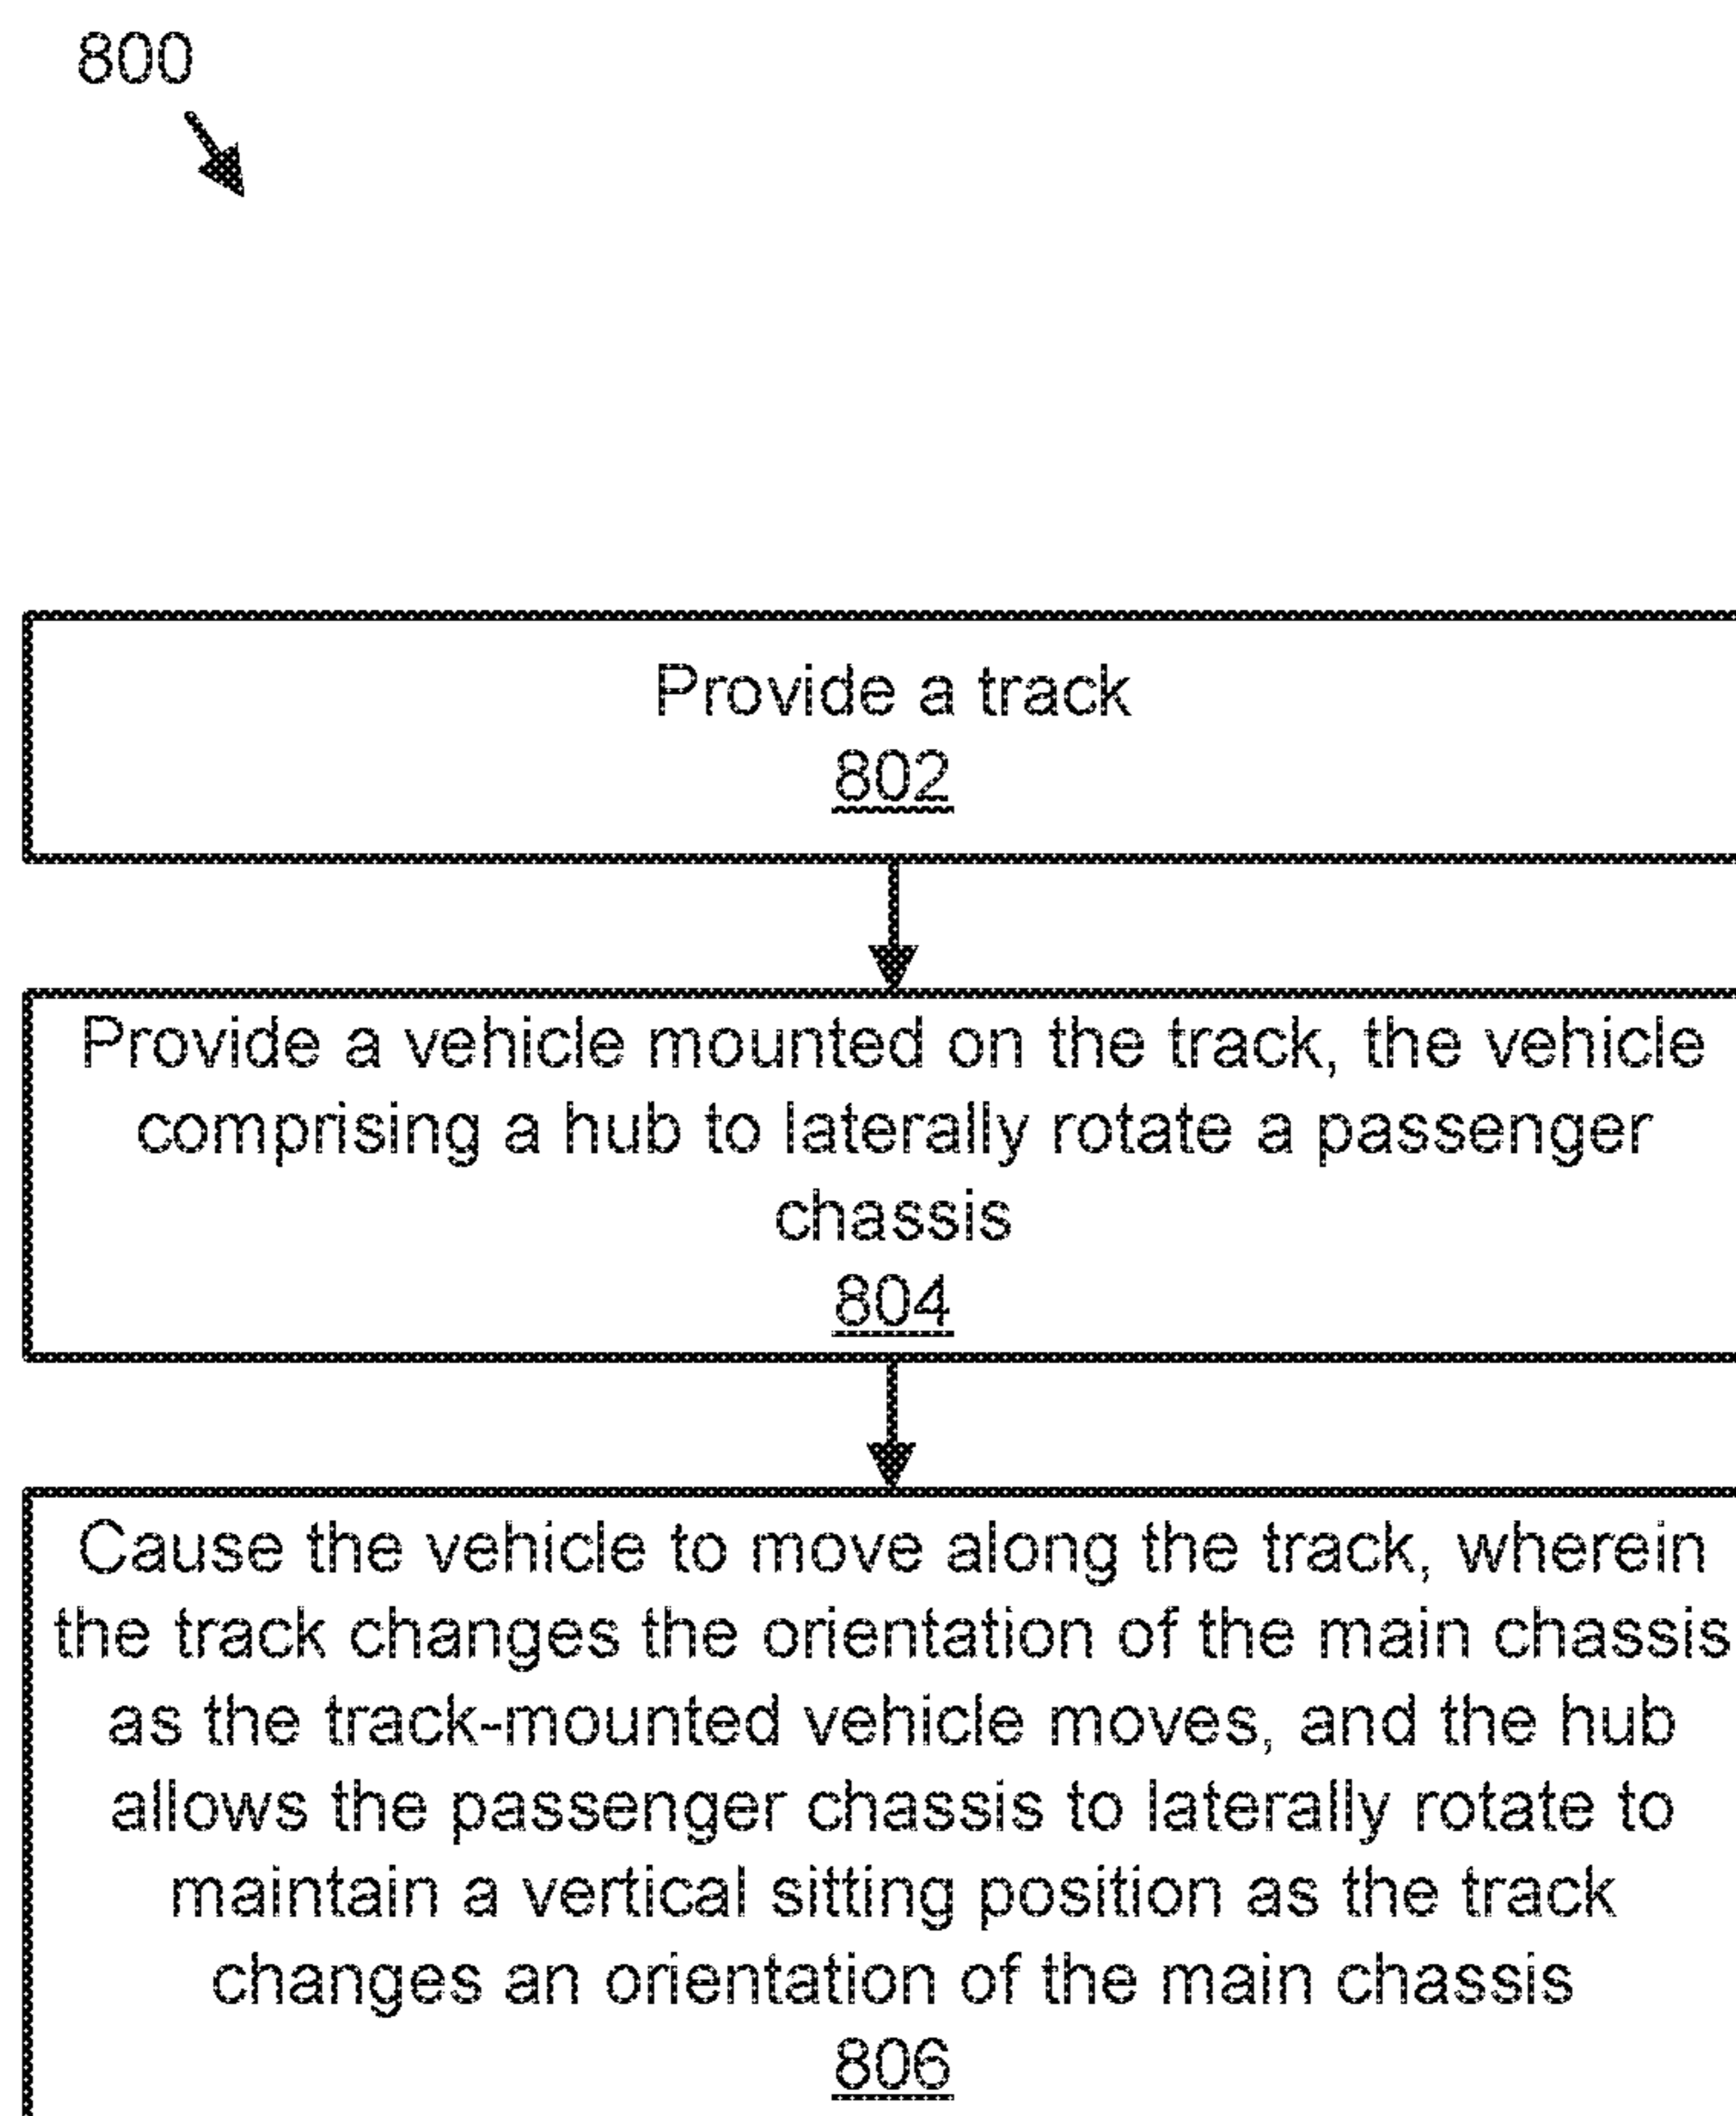 800
Provide a track
802
Provide a vehicle mounted on the track, the vehicle
comprising a hub to laterally rotate a passenger
chassis
804
Cause the vehicle to move along the track, wherein
the track changes the orientation of the main chassis
as the track-mounted vehicle moves, and the hub
allows the passenger chassis to laterally rotate to
maintain a vertical sitting position as the track
changes an orientation of the main chassis
806